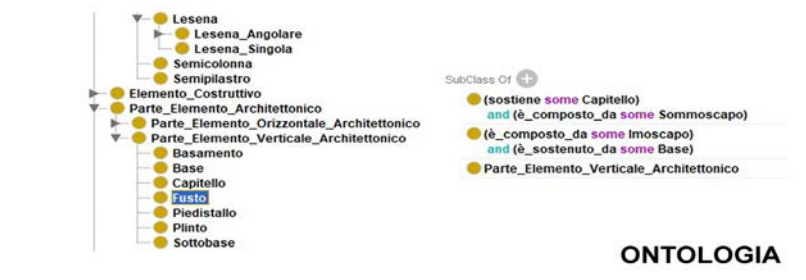 Lesena
Lesena_Angolare
Lesena_Singola
Semicolonna
Semipilastro
Elemento_Costruttivo
Parte_Elemento_Architettonico
Parte_Elemento_Orizzontale_Architettonico
Parte_Elemento_Verticale_Architettonico
Basamento
Base
Capitello
Fusto
Piedistallo
Plinto
Sottobase
SubClass Of
(sostiene some Capitello)
and (è_composto_da some Sommoscapo)
(è_composto_da some Imoscapo)
and (è_sostenuto_da some Base)
Parte_Elemento_Verticale_Architettonico
ONTOLOGIA